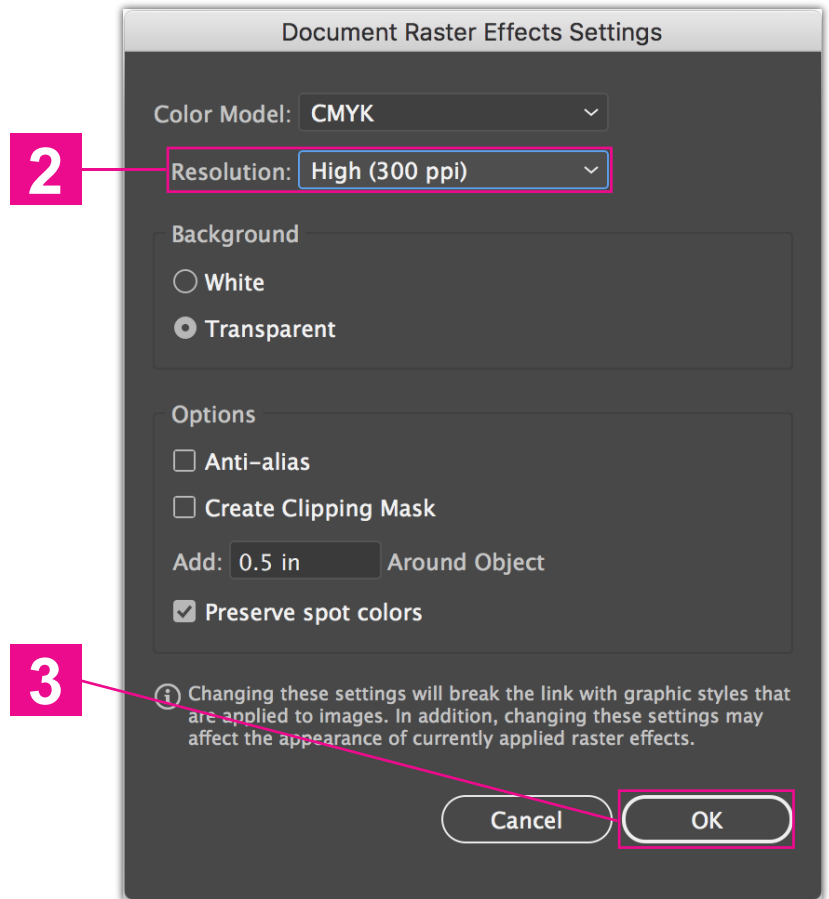 Document Raster Effects Settings
Color Model: CMYK
2
Resolution: High (300 ppi)
Background
White
Transparent
Options
Anti-alias
Create Clipping Mask
Add: 0.5 in Around Object
Preserve spot colors
3
Changing these settings will break the link with graphic styles that
are applied to images. In addition, changing these settings may
affect the appearance of currently applied raster effects.
Cancel OK